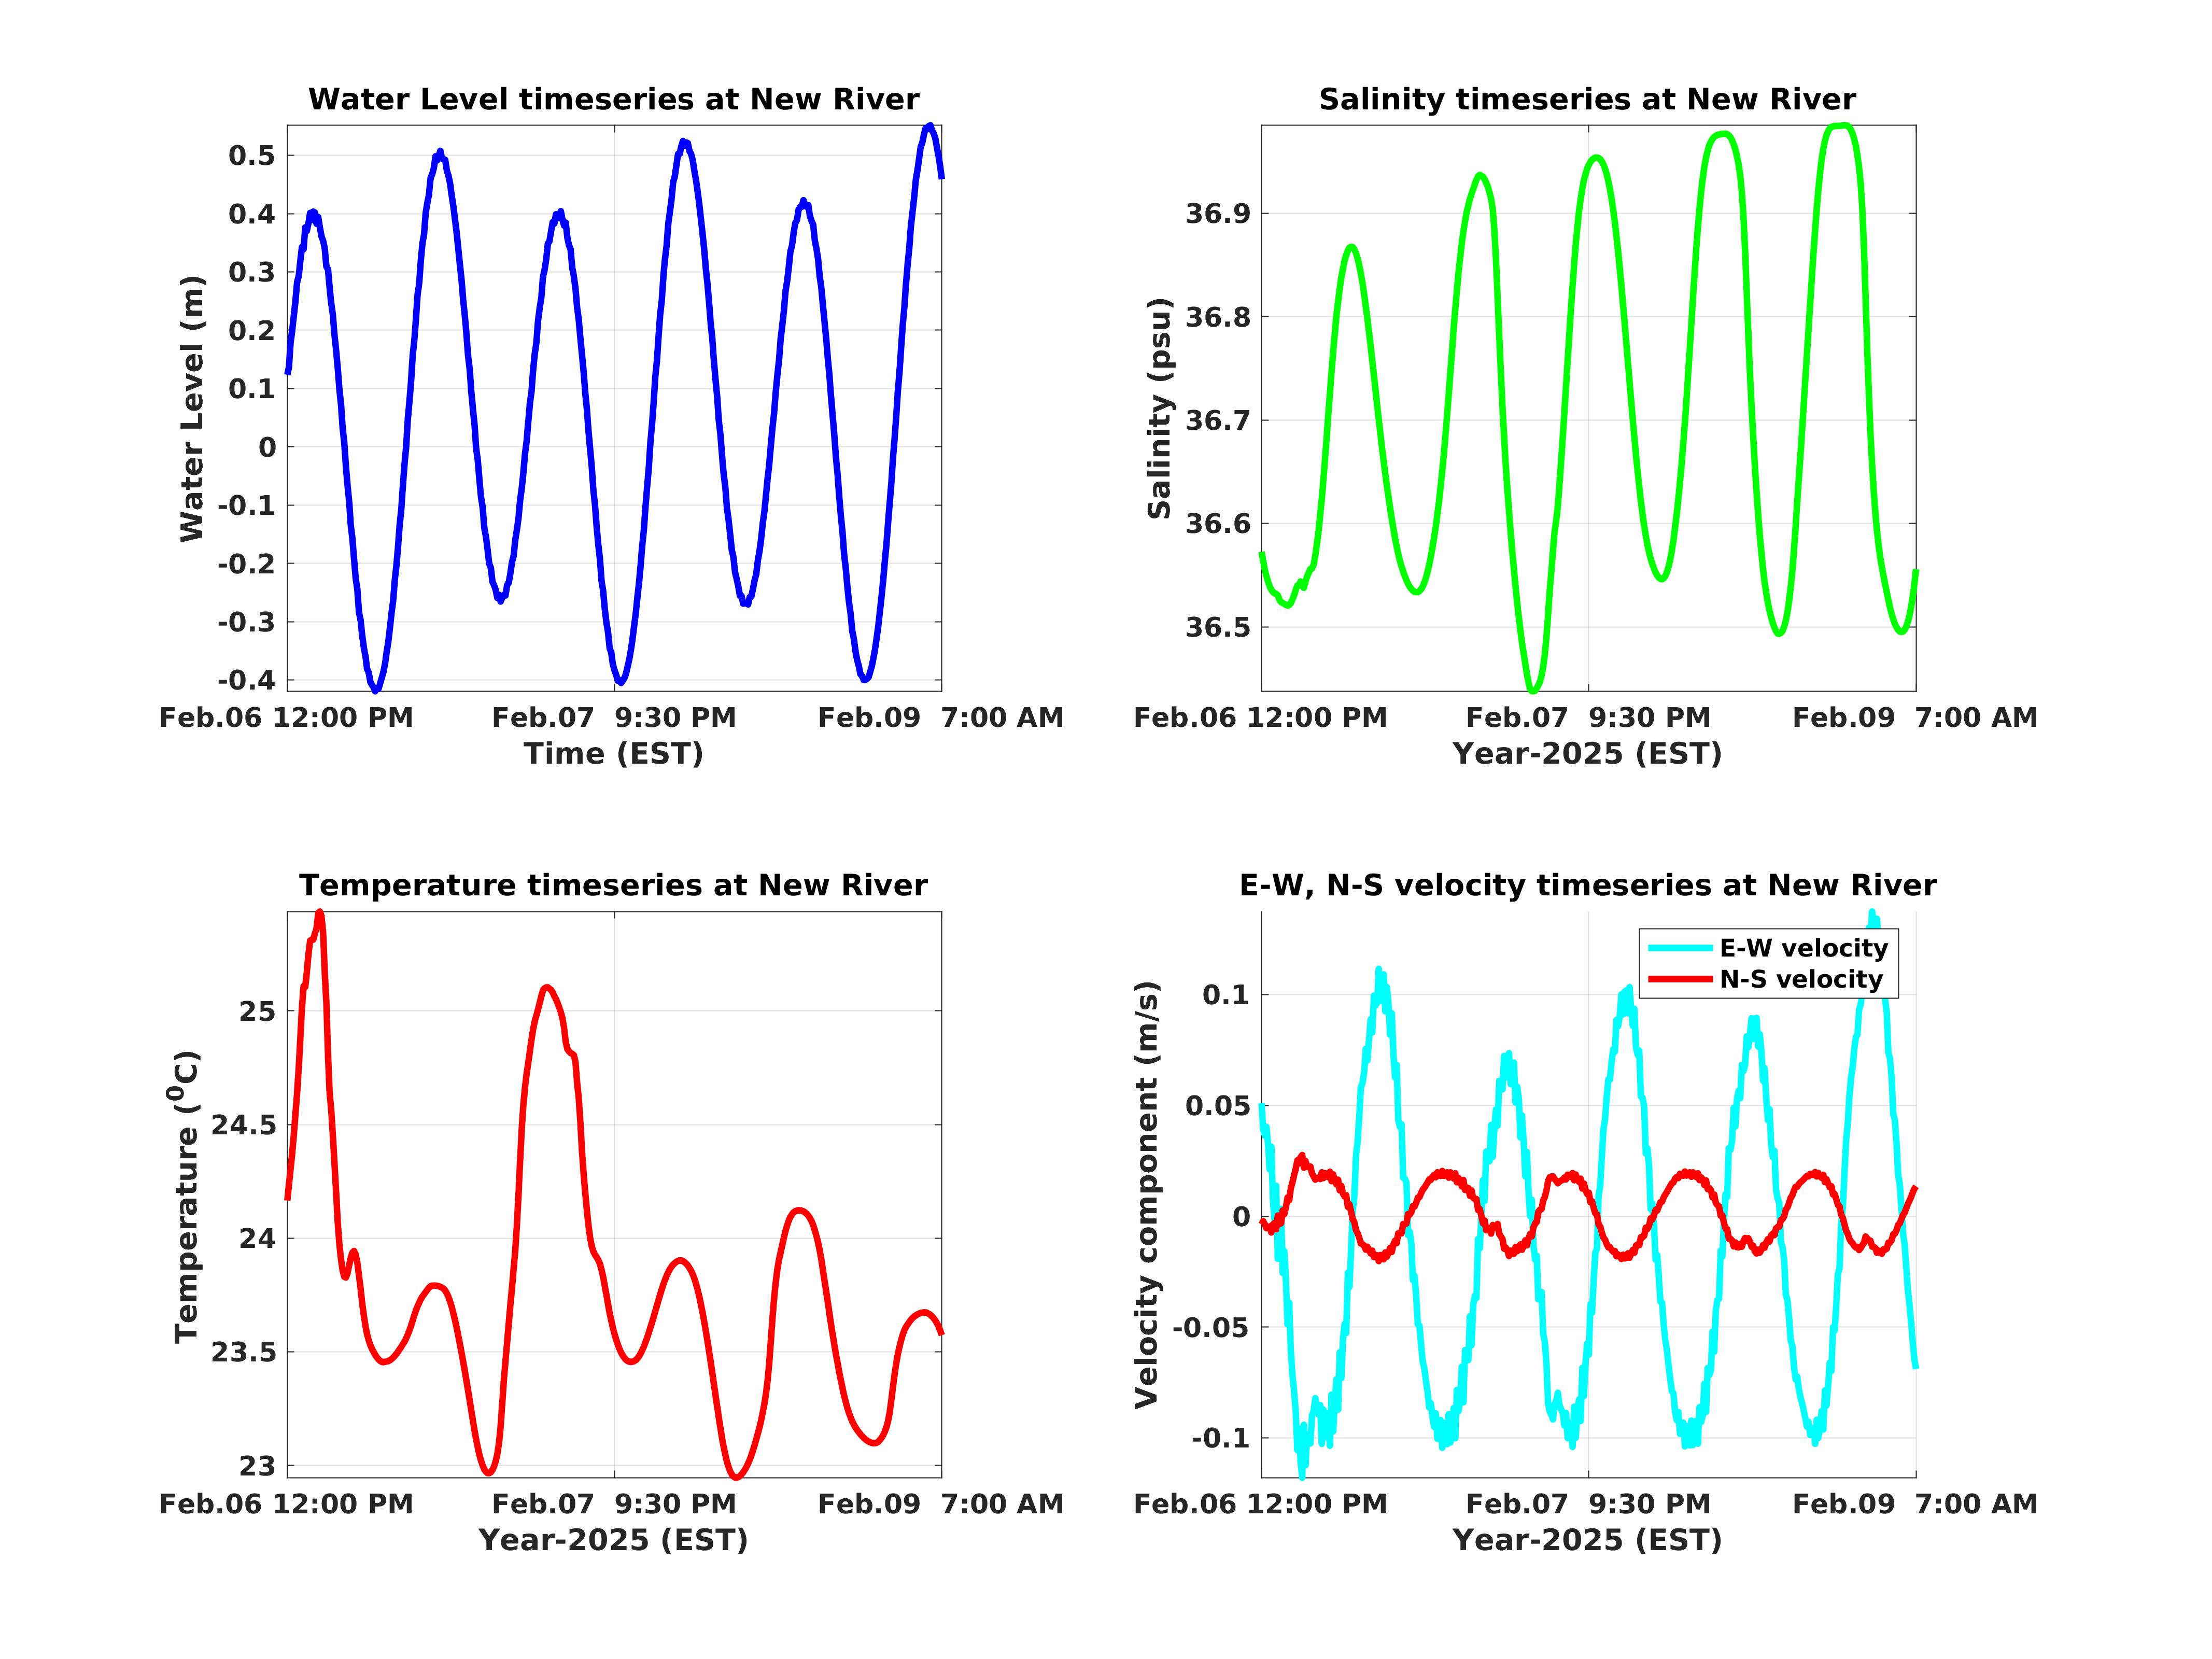 Water Level timeseries at New River
0.5
0.4
0.3
0.2
0.1
0
-0.1
-0.2
-0.3
-0.4
Water Level (m)
Feb.06 12:00 PM Feb.07 9:30 PM Feb.09 7:00 AM
Time (EST)
Salinity timeseries at New River
36.9
36.8
36.7
36.6
36.5
Salinity (psu)
Feb.06 12:00 PM Feb.07 9:30 PM Feb.09 7:00 AM
Year-2025 (EST)
Temperature timeseries at New River
25
24.5
24
23.5
23
Temperature (⁰C)
Feb.06 12:00 PM Feb.07 9:30 PM Feb.09 7:00 AM
Year-2025 (EST)
E-W, N-S velocity timeseries at New River
E-W velocity
N-S velocity
0.1
0.05
0
-0.05
-0.1
Velocity component (m/s)
Feb.06 12:00 PM Feb.07 9:30 PM Feb.09 7:00 AM
Year-2025 (EST)